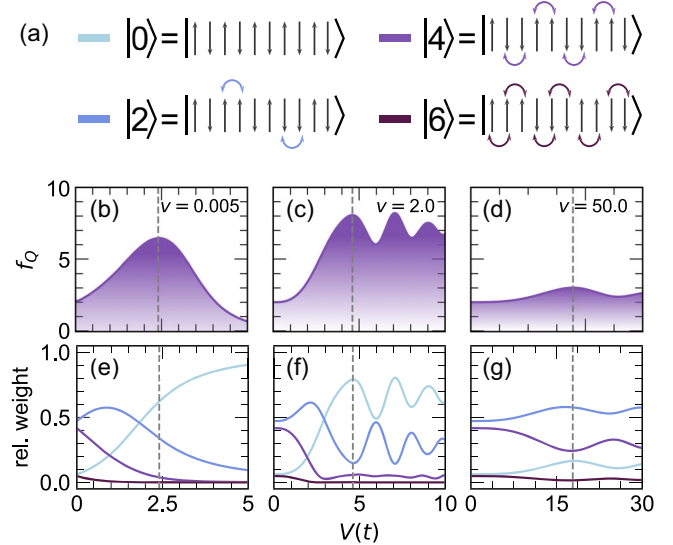 (a) |0⟩=|↑↓↑↓↑↓↑↓↑↓⟩ |4⟩=|↑↓↓↑↑↓↓↑↑↓⟩
|2⟩=|↑↓↑↑↓↑↓↓↑↓⟩ |6⟩=|↑↑↑↓↓↓↑↑↓↓⟩
(b) v = 0.005 (c) v = 2.0 (d) v = 50.0
10
5
0
f_Q
(e) (f) (g)
1.0
0.5
0.0
rel. weight
0 2.5 5 0 5 10 0 15 30
V(t)